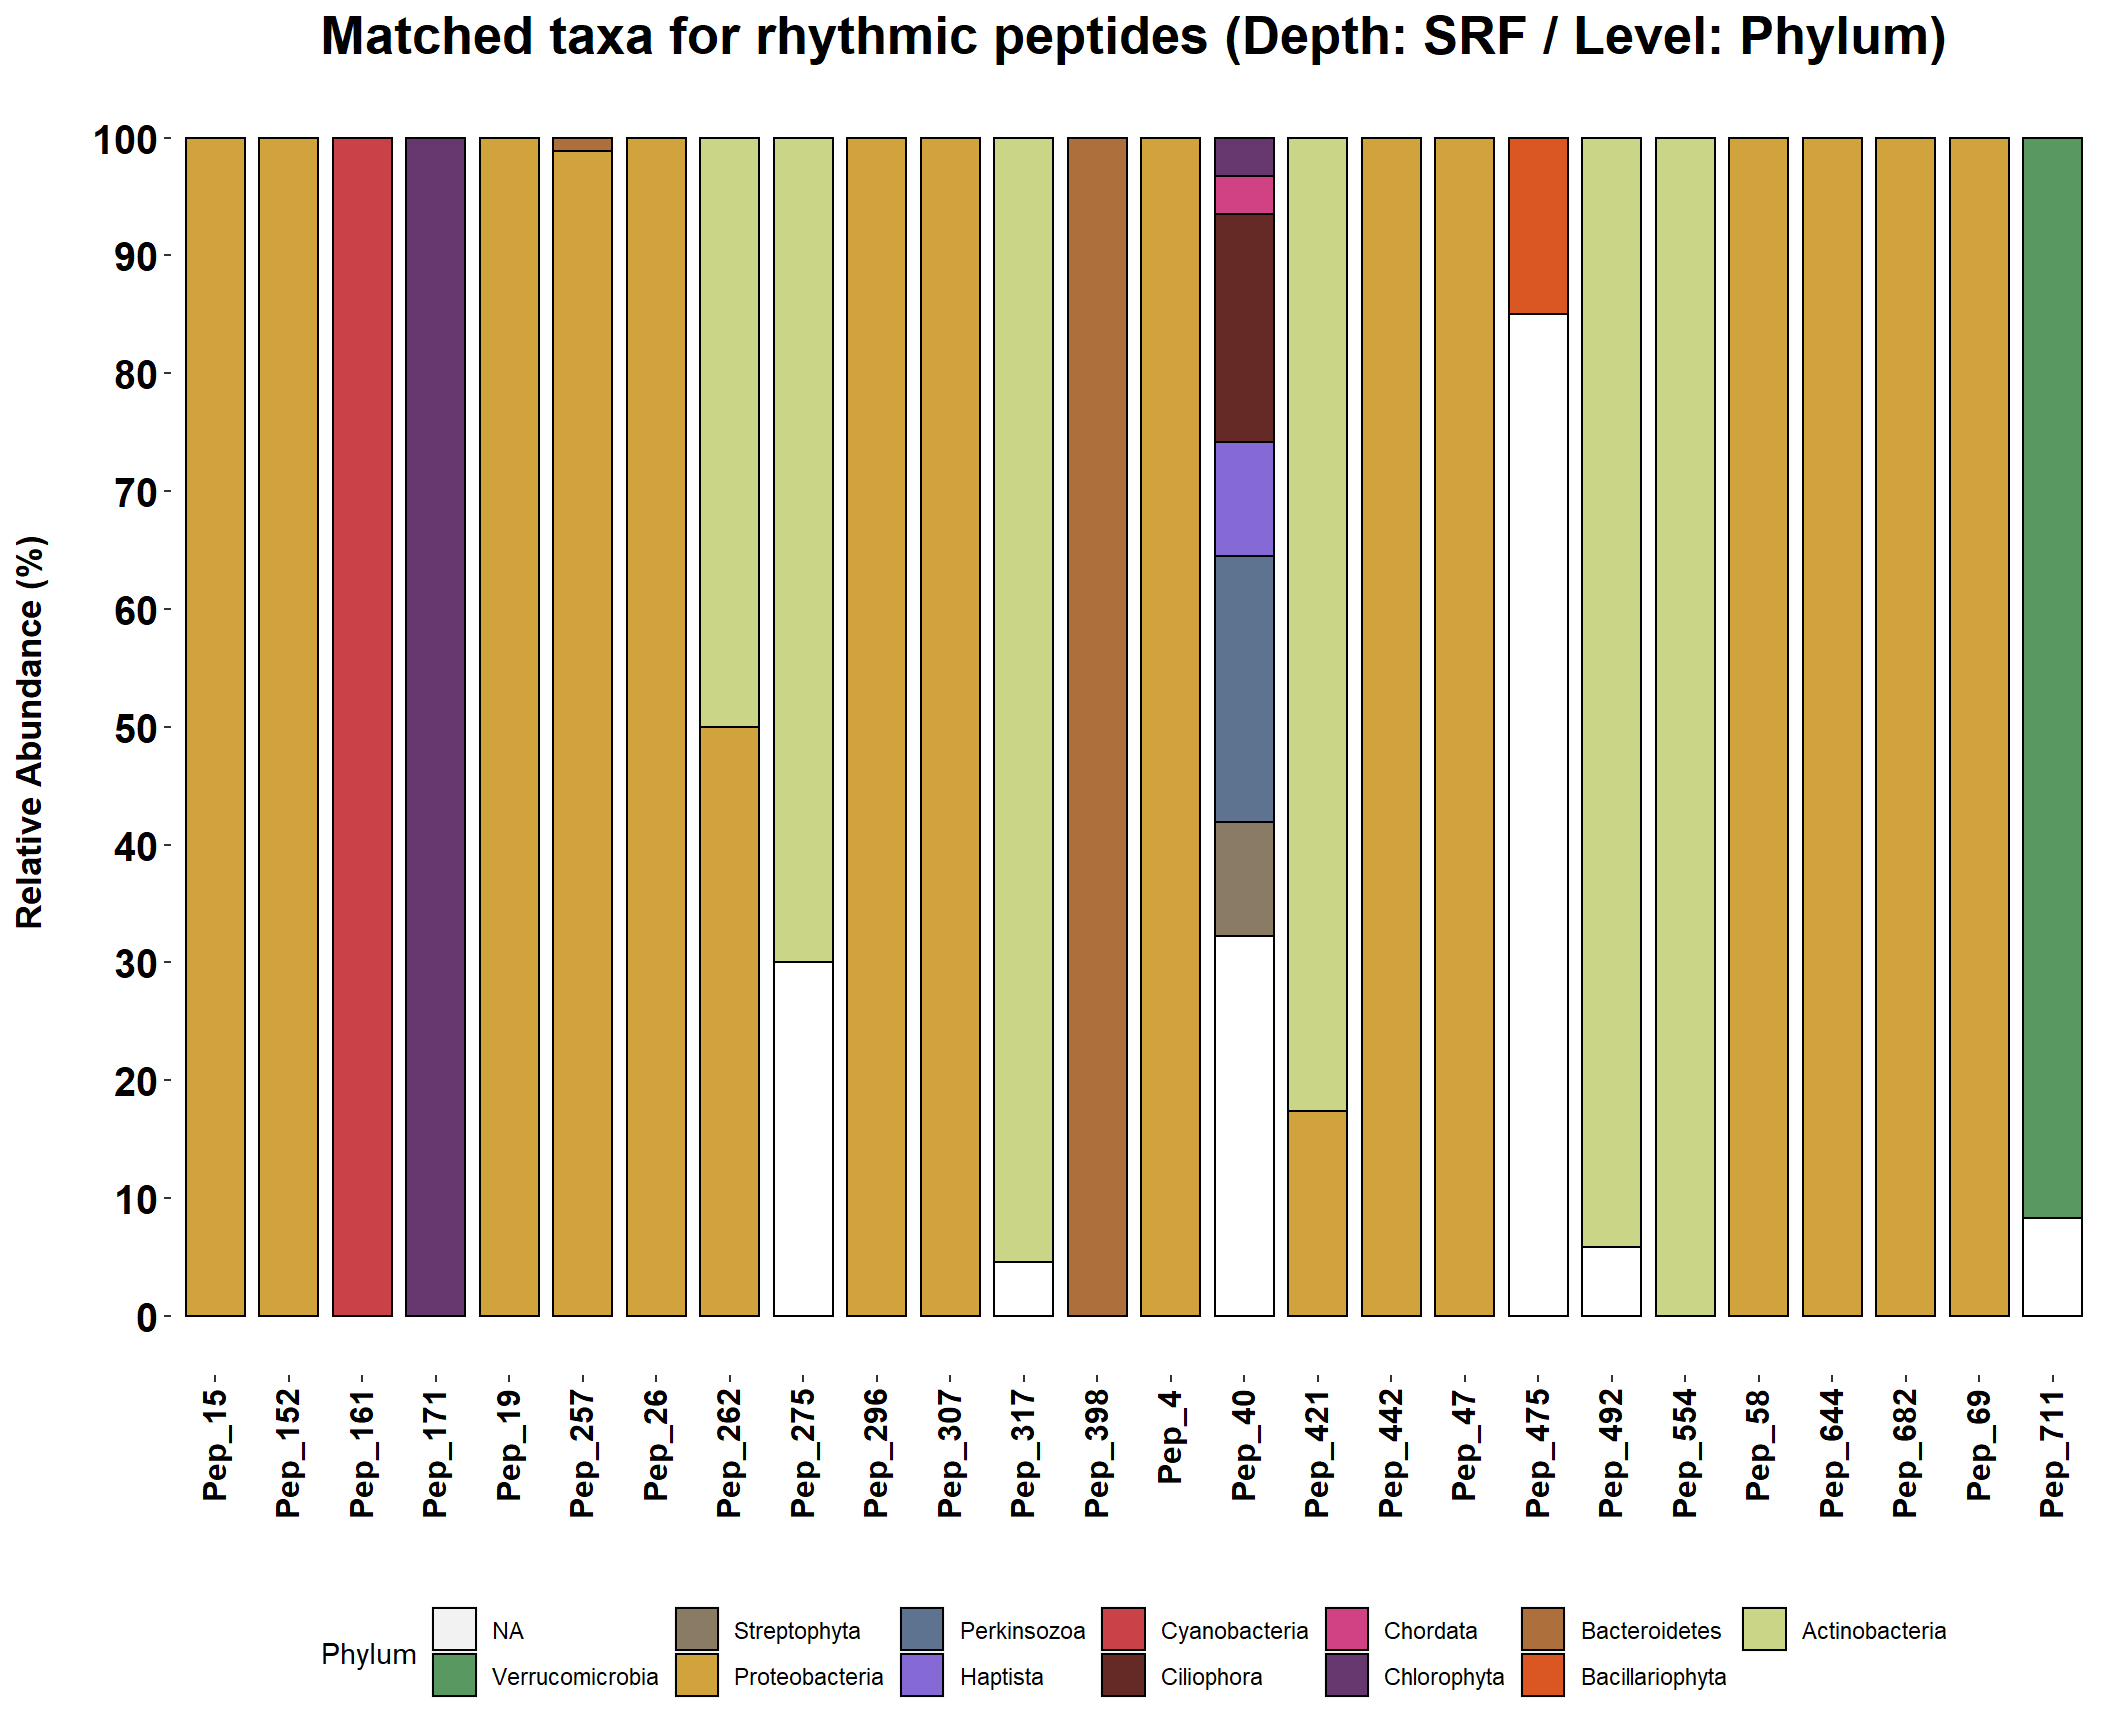 Matched taxa for rhythmic peptides (Depth: SRF / Level: Phylum)
Relative Abundance (%)
100
90
80
70
60
50
40
30
20
10
0
Pep_15
Pep_152
Pep_161
Pep_171
Pep_19
Pep_257
Pep_26
Pep_262
Pep_275
Pep_296
Pep_307
Pep_317
Pep_398
Pep_4
Pep_40
Pep_421
Pep_442
Pep_47
Pep_475
Pep_492
Pep_554
Pep_58
Pep_644
Pep_682
Pep_69
Pep_711
Phylum
NA
Streptophyta
Perkinsozoa
Cyanobacteria
Chordata
Bacteroidetes
Actinobacteria
Verrucomicrobia
Proteobacteria
Haptista
Ciliophora
Chlorophyta
Bacillariophyta